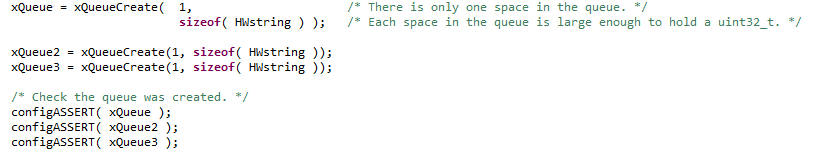 xQueue = xQueueCreate(  1,                      /* There is only one space in the queue. */
                        sizeof( HWstring ) );   /* Each space in the queue is large enough to hold a uint32_t. */
xQueue2 = xQueueCreate(1, sizeof( HWstring ));
xQueue3 = xQueueCreate(1, sizeof( HWstring ));
/* Check the queue was created. */
configASSERT( xQueue );
configASSERT( xQueue2 );
configASSERT( xQueue3 );